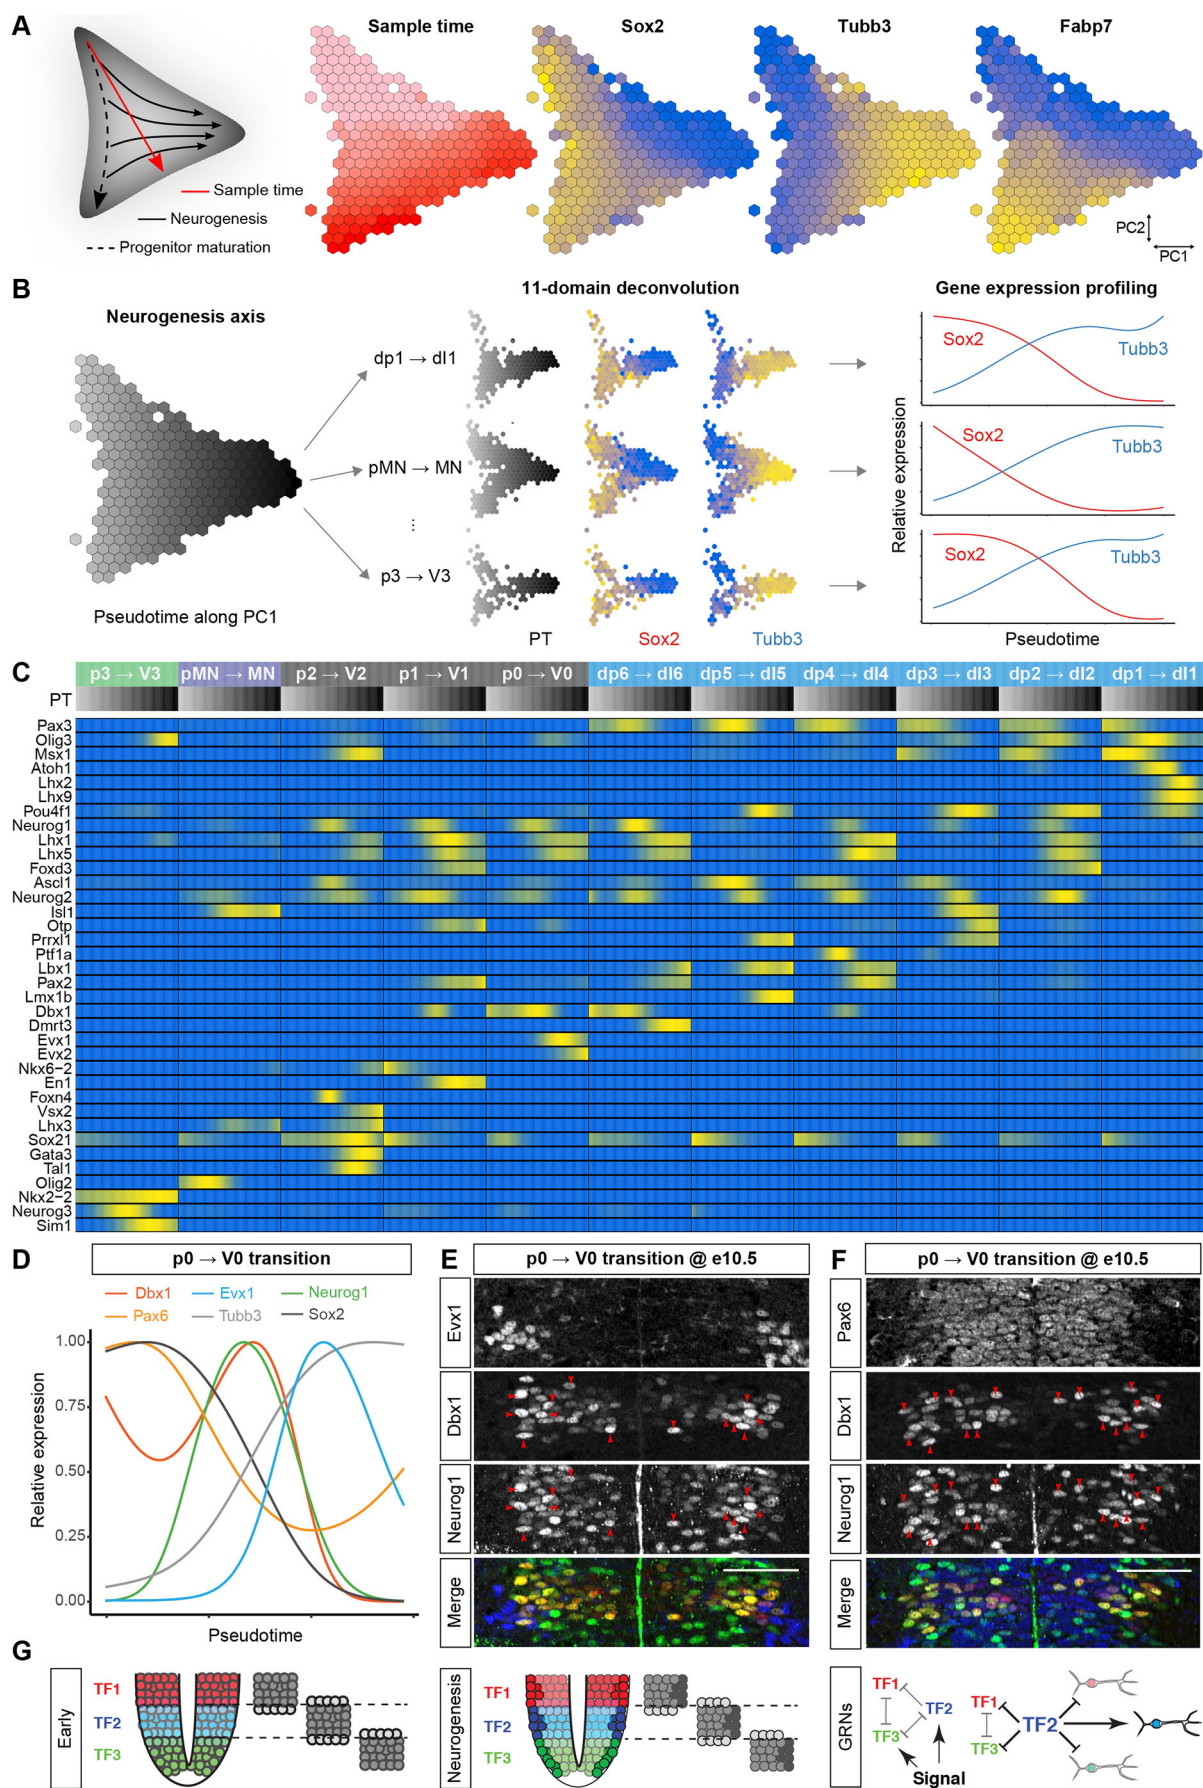 A
Sample time
Sox2
Tubb3
Fabp7
Sample time
Neurogenesis
Progenitor maturation
PC2
PC1
B
11-domain deconvolution
Gene expression profiling
Neurogenesis axis
dp1 → dI1
pMN → MN
⋮
p3 → V3
Pseudotime along PC1
PT
Sox2
Tubb3
Relative expression
Sox2
Tubb3
Sox2
Tubb3
Sox2
Tubb3
Pseudotime
C
p3 → V3 pMN → MN p2 → V2 p1 → V1 p0 → V0 dp6 → dI6 dp5 → dI5 dp4 → dI4 dp3 → dI3 dp2 → dI2 dp1 → dI1
PT
Pax3
Olig3
Msx1
Atoh1
Lhx2
Lhx9
Pou4f1
Neurog1
Lhx1
Lhx5
Foxd3
Ascl1
Neurog2
Isl1
Otp
Prrxl1
Ptf1a
Lbx1
Pax2
Lmx1b
Dbx1
Dmrt3
Evx1
Evx2
Nkx6−2
En1
Foxn4
Vsx2
Lhx3
Sox21
Gata3
Tal1
Olig2
Nkx2−2
Neurog3
Sim1
D
p0 → V0 transition
Dbx1 Evx1 Neurog1
Pax6 Tubb3 Sox2
1.00
0.75
0.50
0.25
0.00
Relative expression
Pseudotime
E
p0 → V0 transition @ e10.5
Evx1
Dbx1
Neurog1
Merge
F
p0 → V0 transition @ e10.5
Pax6
Dbx1
Neurog1
Merge
G
Early
TF1
TF2
TF3
Neurogenesis
TF1
TF2
TF3
GRNs
TF1
TF2
TF3
Signal
TF1
TF2
TF3